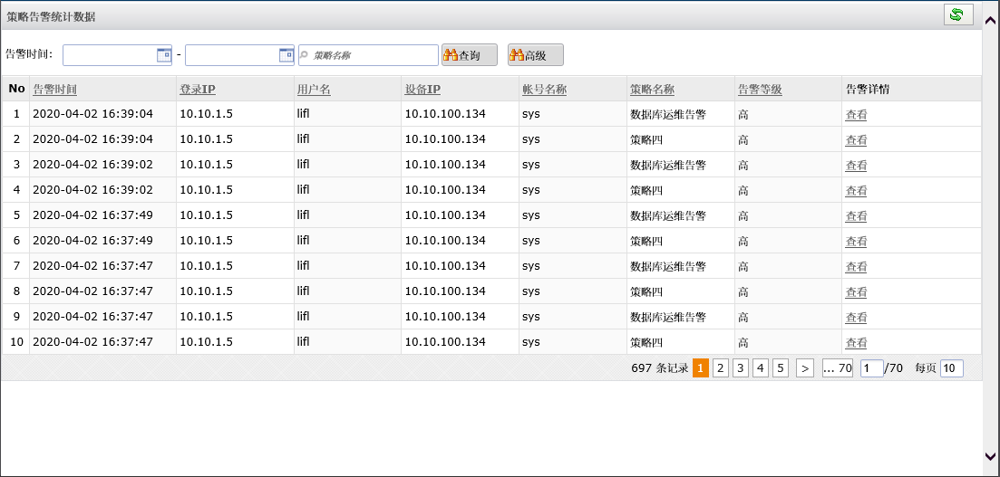 策略告警统计数据
告警时间: - 策略名称 查询 高级
No 告警时间 登录IP 用户名 设备IP 帐号名称 策略名称 告警等级 告警详情
1 2020-04-02 16:39:04 10.10.1.5 lifl 10.10.100.134 sys 数据库运维告警 高 查看
2 2020-04-02 16:39:04 10.10.1.5 lifl 10.10.100.134 sys 策略四 高 查看
3 2020-04-02 16:39:02 10.10.1.5 lifl 10.10.100.134 sys 数据库运维告警 高 查看
4 2020-04-02 16:39:02 10.10.1.5 lifl 10.10.100.134 sys 策略四 高 查看
5 2020-04-02 16:37:49 10.10.1.5 lifl 10.10.100.134 sys 数据库运维告警 高 查看
6 2020-04-02 16:37:49 10.10.1.5 lifl 10.10.100.134 sys 策略四 高 查看
7 2020-04-02 16:37:47 10.10.1.5 lifl 10.10.100.134 sys 数据库运维告警 高 查看
8 2020-04-02 16:37:47 10.10.1.5 lifl 10.10.100.134 sys 策略四 高 查看
9 2020-04-02 16:37:47 10.10.1.5 lifl 10.10.100.134 sys 数据库运维告警 高 查看
10 2020-04-02 16:37:47 10.10.1.5 lifl 10.10.100.134 sys 策略四 高 查看
697 条记录 1 2 3 4 5 > ... 70 1 /70 每页 10